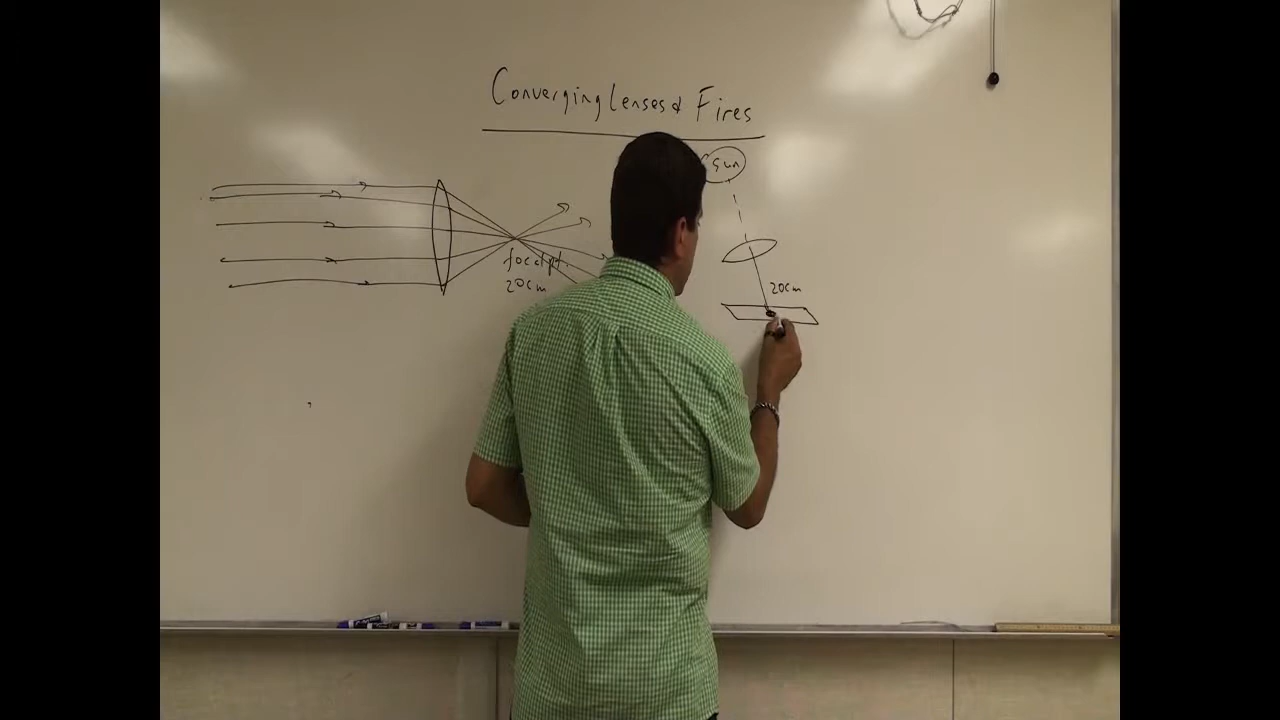 Converging Lenses & Fires
Sun
focal pt.
20cm
20cm